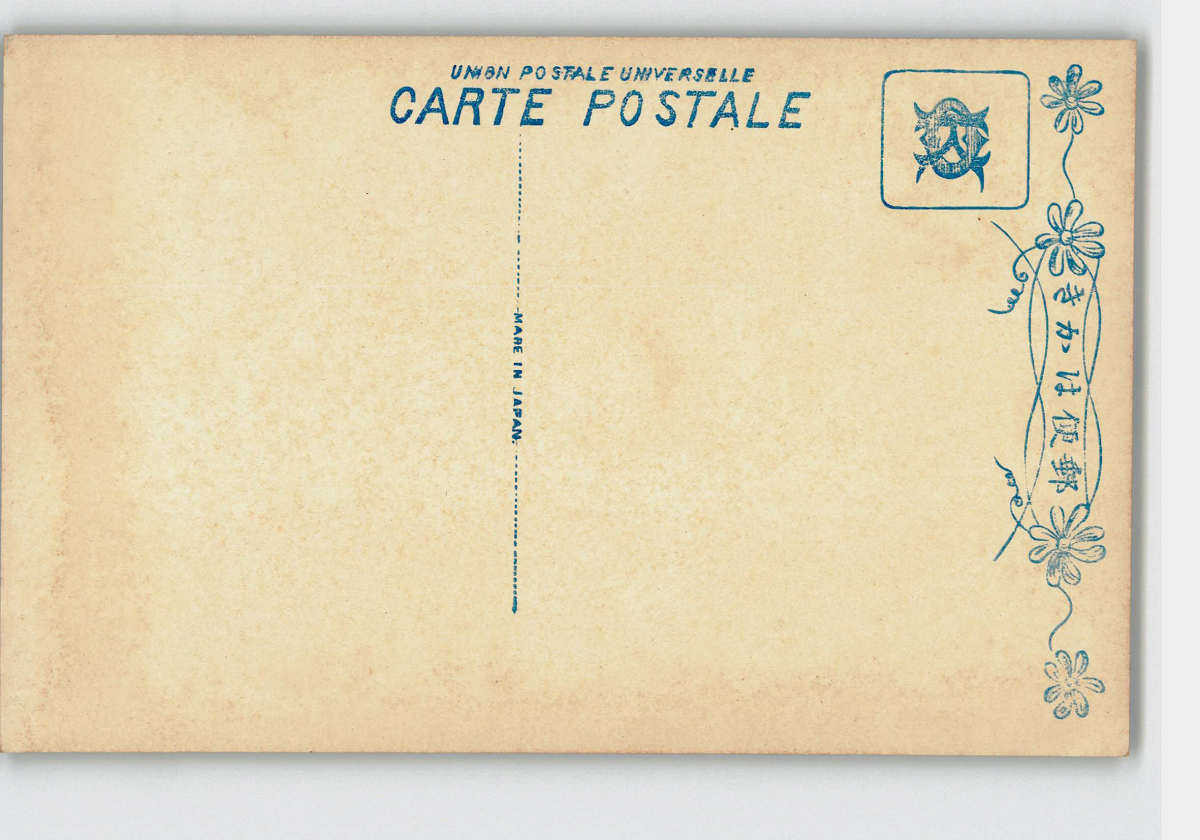 UNION POSTALE UNIVERSELLE
CARTE POSTALE
MADE IN JAPAN.
郵便はかき